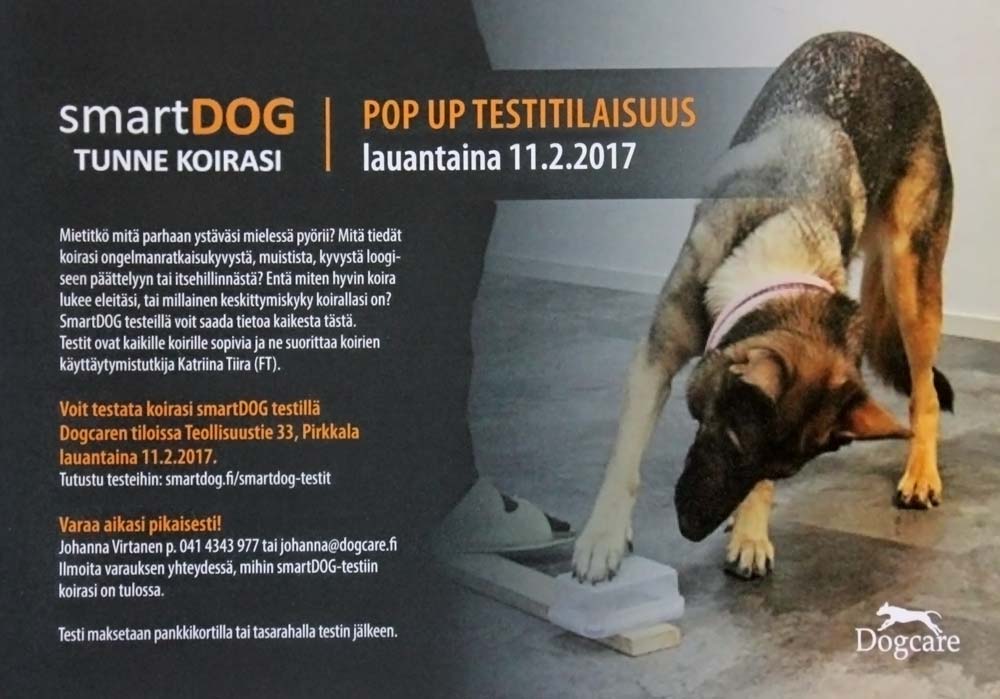 smartDOG
TUNNE KOIRASI
POP UP TESTITILAISUUS
lauantaina 11.2.2017
Mietitkö mitä parhaan ystäväsi mielessä pyörii? Mitä tiedät
koirasi ongelmanratkaisukyvystä, muistista, kyvystä loogi-
seen päättelyyn tai itsehillinnästä? Entä miten hyvin koira
lukee eleitäsi, tai millainen keskittymiskyky koirallasi on?
SmartDOG testeillä voit saada tietoa kaikesta tästä.
Testit ovat kaikille koirille sopivia ja ne suorittaa koirien
käyttäytymistutkija Katriina Tiira (FT).
Voit testata koirasi smartDOG testillä
Dogcaren tiloissa Teollisuustie 33, Pirkkala
lauantaina 11.2.2017.
Tutustu testeihin: smartdog.fi/smartdog-testit
Varaa aikasi pikaisesti!
Johanna Virtanen p. 041 4343 977 tai johanna@dogcare.fi
Ilmoita varauksen yhteydessä, mihin smartDOG-testiin
koirasi on tulossa.
Testi maksetaan pankkikortilla tai tasarahalla testin jälkeen.
Dogcare